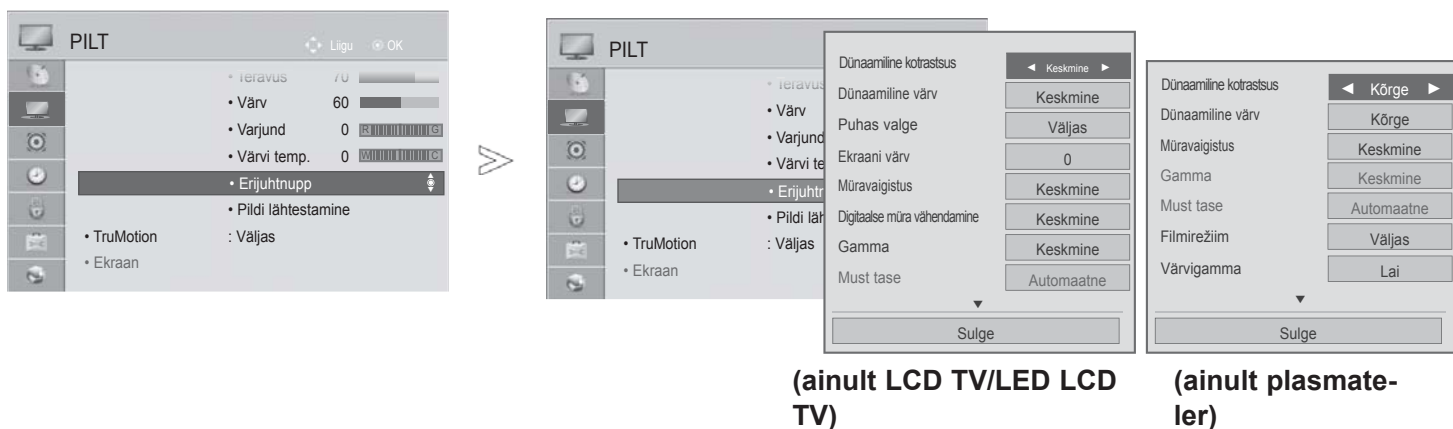 PILT
Liigu OK
• Teravus 70
• Värv 60
• Varjund 0 R G
• Värvi temp. 0 W C
• Erijuhtnupp
• Pildi lähtestamine
• TruMotion : Väljas
• Ekraan
PILT
• Teravus
• Värv
• Varjund
• Värvi te
• Erijuhtr
• Pildi läh
• TruMotion : Väljas
• Ekraan
Dünaamiline kotrastsus ◄ Keskmine ►
Dünaamiline värv Keskmine
Puhas valge Väljas
Ekraani värv 0
Müravaigistus Keskmine
Digitaalse müra vähendamine Keskmine
Gamma Keskmine
Must tase Automaatne
▼
Sulge
Dünaamiline kotrastsus ◄ Kõrge ►
Dünaamiline värv Kõrge
Müravaigistus Keskmine
Gamma Keskmine
Must tase Automaatne
Filmirežiim Väljas
Värvigamma Lai
▼
Sulge
(ainult LCD TV/LED LCD
TV)
(ainult plasmate-
ler)